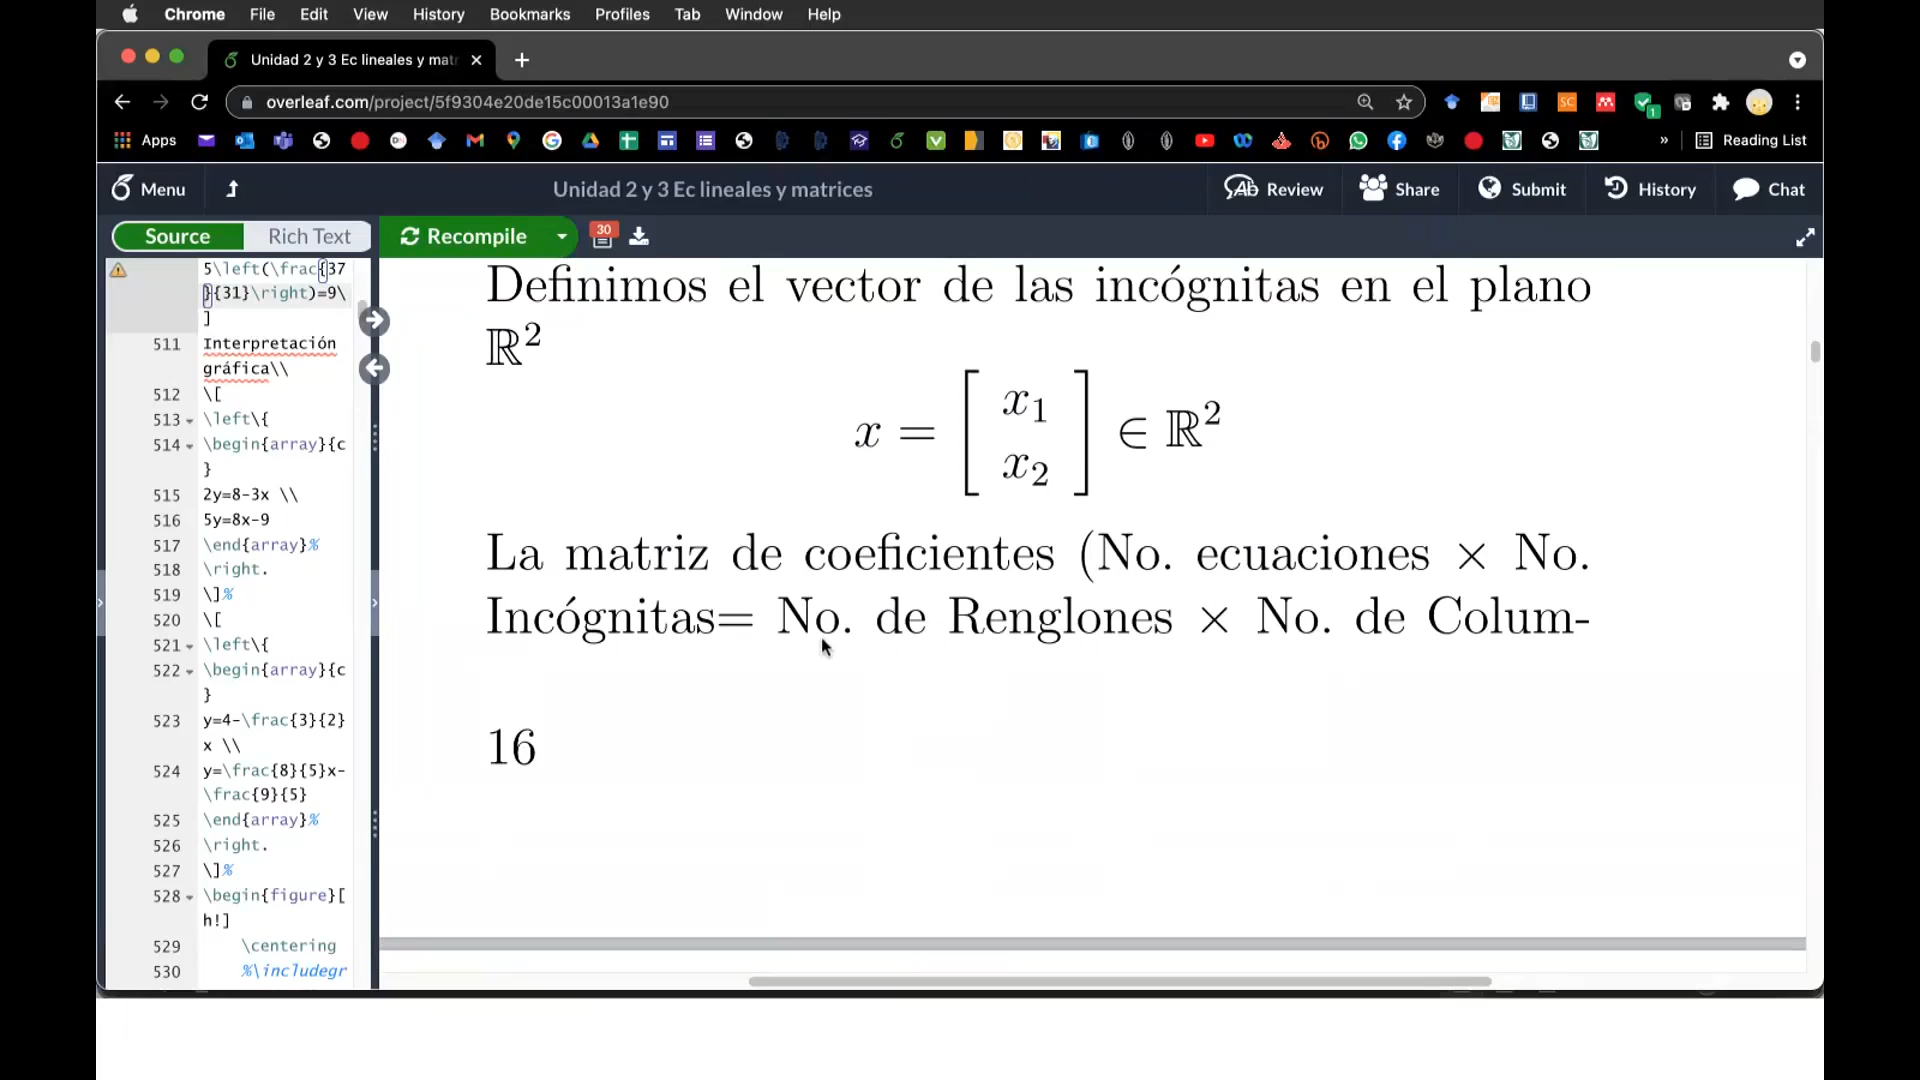 Chrome File Edit View History Bookmarks Profiles Tab Window Help
Unidad 2 y 3 Ec lineales y mat
overleaf.com/project/5f9304e20de15c00013a1e90
Apps
Reading List
Menu
Unidad 2 y 3 Ec lineales y matrices
Review Share Submit History Chat
Source Rich Text
Recompile
30
5\left(\frac{37
}{31}\right)=9\
]
511 Interpretación
gráfica\\
512 \[
513 \left\{
514 \begin{array}{c
}
515 2y=8-3x \\
516 5y=8x-9
517 \end{array}%
518 \right.
519 \]%
520 \[
521 \left\{
522 \begin{array}{c
}
523 y=4-\frac{3}{2}
x \\
524 y=\frac{8}{5}x-
\frac{9}{5}
525 \end{array}%
526 \right.
527 \]%
528 \begin{figure}[
h!]
529 \centering
530 %\includegr
Definimos el vector de las incógnitas en el plano
ℝ²
x = [ x₁
x₂ ] ∈ ℝ²
La matriz de coeficientes (No. ecuaciones × No.
Incógnitas= No. de Renglones × No. de Colum-
16